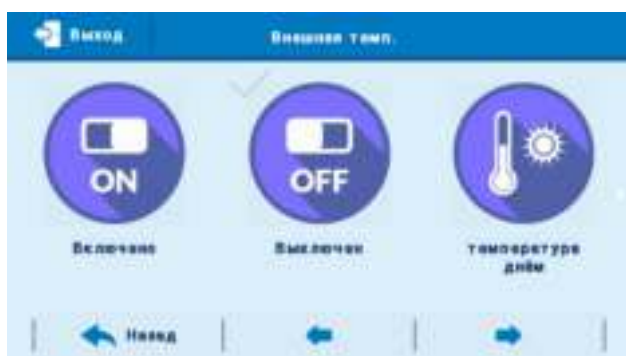 Выход
Внешняя темп.
ON
OFF
Включено
Выключен
температура
днём
Назад